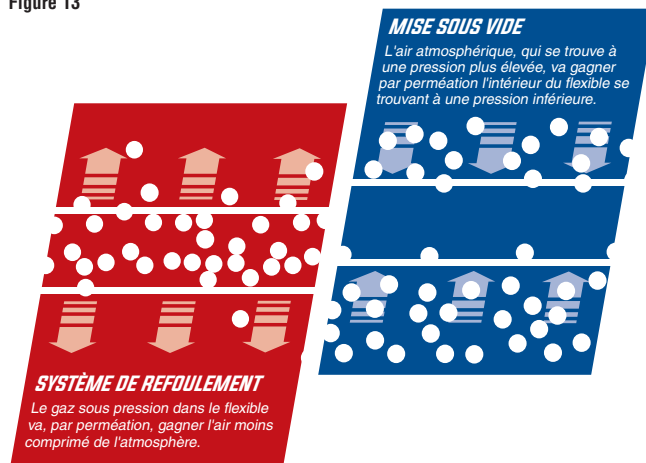 Figure 13
MISE SOUS VIDE
L'air atmosphérique, qui se trouve à
une pression plus élevée, va gagner
par perméation l'intérieur du flexible se
trouvant à une pression inférieure.
SYSTÈME DE REFOULEMENT
Le gaz sous pression dans le flexible
va, par perméation, gagner l'air moins
comprimé de l'atmosphère.